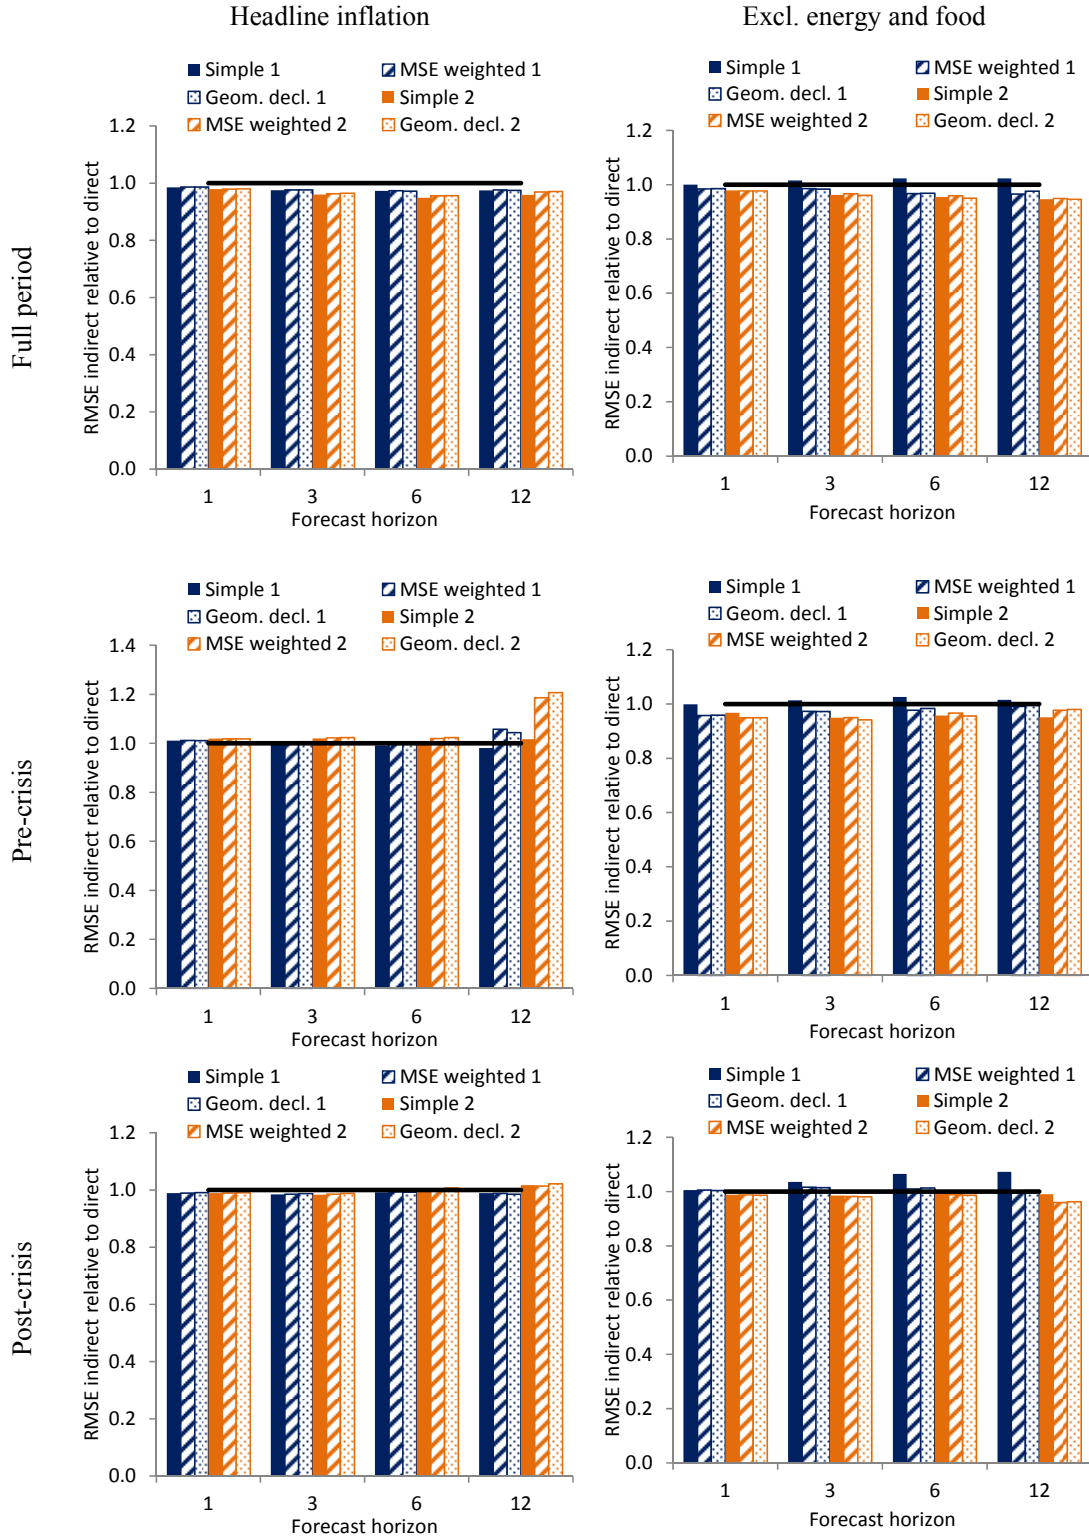 Headline inflation
Excl. energy and food
Full period
Simple 1 MSE weighted 1
Geom. decl. 1 Simple 2
MSE weighted 2 Geom. decl. 2
RMSE indirect relative to direct
1.2
1.0
0.8
0.6
0.4
0.2
0.0
1 3 6 12
Forecast horizon
Simple 1 MSE weighted 1
Geom. decl. 1 Simple 2
MSE weighted 2 Geom. decl. 2
RMSE indirect relative to direct
1.2
1.0
0.8
0.6
0.4
0.2
0.0
1 3 6 12
Forecast horizon
Pre-crisis
Simple 1 MSE weighted 1
Geom. decl. 1 Simple 2
MSE weighted 2 Geom. decl. 2
RMSE indirect relative to direct
1.4
1.2
1.0
0.8
0.6
0.4
0.2
0.0
1 3 6 12
Forecast horizon
Simple 1 MSE weighted 1
Geom. decl. 1 Simple 2
MSE weighted 2 Geom. decl. 2
RMSE indirect relative to direct
1.2
1.0
0.8
0.6
0.4
0.2
0.0
1 3 6 12
Forecast horizon
Post-crisis
Simple 1 MSE weighted 1
Geom. decl. 1 Simple 2
MSE weighted 2 Geom. decl. 2
RMSE indirect relative to direct
1.2
1.0
0.8
0.6
0.4
0.2
0.0
1 3 6 12
Forecast horizon
Simple 1 MSE weighted 1
Geom. decl. 1 Simple 2
MSE weighted 2 Geom. decl. 2
RMSE indirect relative to direct
1.2
1.0
0.8
0.6
0.4
0.2
0.0
1 3 6 12
Forecast horizon